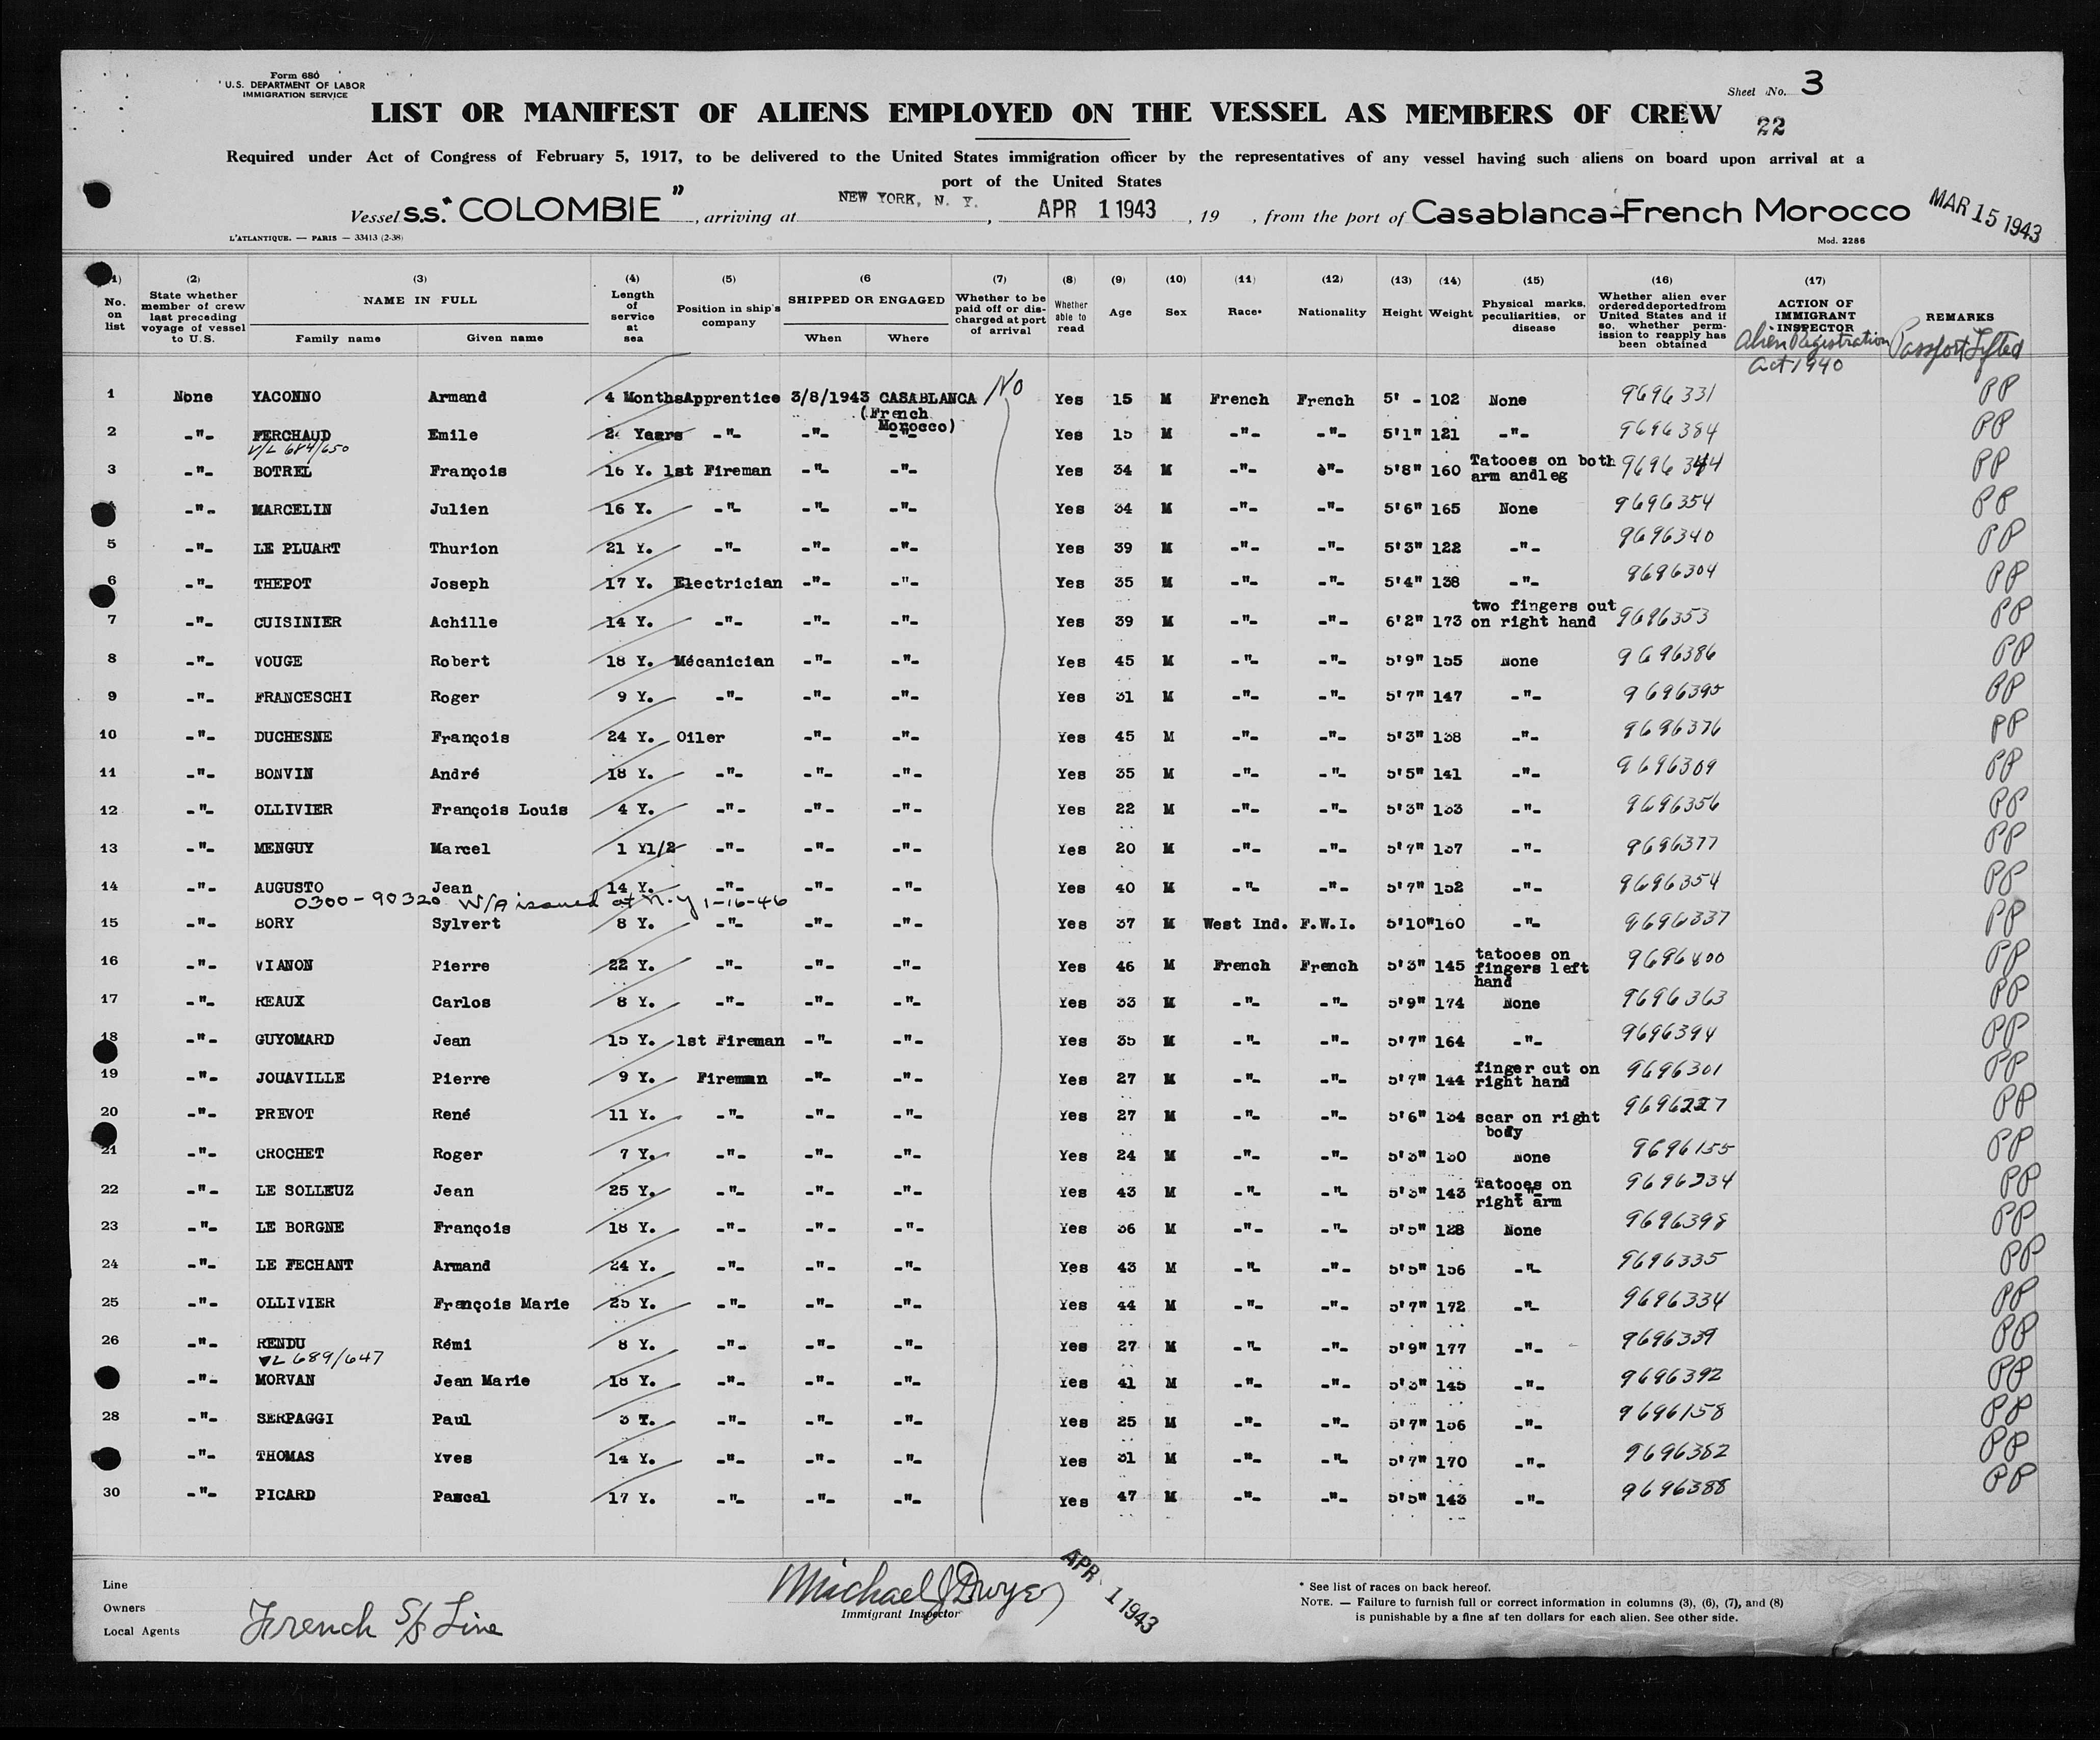 Form 680
U.S. DEPARTMENT OF LABOR
IMMIGRATION SERVICE
Sheet No. 3
LIST OR MANIFEST OF ALIENS EMPLOYED ON THE VESSEL AS MEMBERS OF CREW
22
Required under Act of Congress of February 5, 1917, to be delivered to the United States immigration officer by the representatives of any vessel having such aliens on board upon arrival at a
port of the United States
Vessel S.S. "COLOMBIE", arriving at NEW YORK, N. Y., APR 1 1943, 19 , from the port of Casablanca-French Morocco MAR 15 1943
L'ATLANTIQUE. — PARIS — 33413 (2-38)
Mod. 2286
(1) No. on list (2) State whether member of crew last preceding voyage of vessel to U.S. (3) NAME IN FULL Family name Given name (4) Length of service at sea (5) Position in ship's company (6 SHIPPED OR ENGAGED When Where (7) Whether to be paid off or discharged at port of arrival (8) Whether able to read (9) Age (10) Sex (11) Race* (12) Nationality (13) Height (14) Weight (15) Physical marks, peculiarities, or disease (16) Whether alien ever ordered deported from United States and if so, whether permission to reapply has been obtained (17) ACTION OF IMMIGRANT INSPECTOR REMARKS
Alien Registration Act 1940 Passport Lifted
1 None YACONNO Armand 4 Months Apprentice 3/8/1943 CASABLANCA (French Morocco) No Yes 15 M French French 5' - 102 None 9696331 PP
2 -"- FERCHAUD Emile 2 Years -"- -"- -"- Yes 15 M -"- -"- 5'1" 121 -"- 9696384 PP
V/L 684/650
3 -"- BOTREL François 16 Y. 1st Fireman -"- -"- Yes 34 M -"- -"- 5'8" 160 Tatooes on both arm and leg 9696344 PP
-"- MARCELIN Julien 16 Y. -"- -"- -"- Yes 34 M -"- -"- 5'6" 165 None 9696354 PP
5 -"- LE PLUART Thurion 21 Y. -"- -"- -"- Yes 39 M -"- -"- 5'3" 122 -"- 9696340 PP
6 -"- THEPOT Joseph 17 Y. Electrician -"- -"- Yes 35 M -"- -"- 5'4" 138 -"- 9696304 PP
7 -"- CUISINIER Achille 14 Y. -"- -"- -"- Yes 39 M -"- -"- 6'2" 173 two fingers out on right hand 9696353 PP
8 -"- VOUGE Robert 18 Y. Mécanician -"- -"- Yes 45 M -"- -"- 5'9" 155 None 9696386 PP
9 -"- FRANCESCHI Roger 9 Y. -"- -"- -"- Yes 31 M -"- -"- 5'7" 147 -"- 9696395 PP
10 -"- DUCHESNE François 24 Y. Oiler -"- -"- Yes 45 M -"- -"- 5'3" 138 -"- 9696376 PP
11 -"- BONVIN André 18 Y. -"- -"- -"- Yes 35 M -"- -"- 5'5" 141 -"- 9696309 PP
12 -"- OLLIVIER François Louis 4 Y. -"- -"- -"- Yes 22 M -"- -"- 5'3" 133 -"- 9696356 PP
13 -"- MENGUY Marcel 1 Y1/2 -"- -"- -"- Yes 20 M -"- -"- 5'7" 137 -"- 9696377 PP
14 -"- AUGUSTO Jean 14 Y. -"- -"- -"- Yes 40 M -"- -"- 5'7" 152 -"- 9696354 PP
0300-90320 W/A issued at N.Y 1-16-46
15 -"- BORY Sylvert 8 Y. -"- -"- -"- Yes 37 M West Ind. F.W.I. 5'10" 160 -"- 9696337 PP
16 -"- VIANON Pierre 22 Y. -"- -"- -"- Yes 46 M French French 5'3" 145 tatooes on fingers left hand 9696400 PP
17 -"- REAUX Carlos 8 Y. -"- -"- -"- Yes 33 M -"- -"- 5'9" 174 None 9696363 PP
18 -"- GUYOMARD Jean 15 Y. 1st Fireman -"- -"- Yes 35 M -"- -"- 5'7" 164 -"- 9696394 PP
19 -"- JOUAVILLE Pierre 9 Y. Fireman -"- -"- Yes 27 M -"- -"- 5'7" 144 finger cut on right hand 9696301 PP
20 -"- PREVOT René 11 Y. -"- -"- -"- Yes 27 M -"- -"- 5'6" 134 scar on right body 9696227 PP
21 -"- CROCHET Roger 7 Y. -"- -"- -"- Yes 24 M -"- -"- 5'3" 130 None 9696155 PP
22 -"- LE SOLLEUZ Jean 25 Y. -"- -"- -"- Yes 43 M -"- -"- 5'3" 143 Tatooes on right arm 9696234 PP
23 -"- LE BORGNE François 18 Y. -"- -"- -"- Yes 36 M -"- -"- 5'5" 128 None 9696398 PP
24 -"- LE FECHANT Armand 24 Y. -"- -"- -"- Yes 43 M -"- -"- 5'5" 156 -"- 9696335 PP
25 -"- OLLIVIER François Marie 25 Y. -"- -"- -"- Yes 44 M -"- -"- 5'7" 172 -"- 9696334 PP
26 -"- RENDU Rémi 8 Y. -"- -"- -"- Yes 27 M -"- -"- 5'9" 177 -"- 9696339 PP
VL 689/647
-"- MORVAN Jean Marie 18 Y. -"- -"- -"- Yes 41 M -"- -"- 5'3" 145 -"- 9696392 PP
28 -"- SERPAGGI Paul 3 Y. -"- -"- -"- Yes 25 M -"- -"- 5'7" 156 -"- 9696158 PP
-"- THOMAS Yves 14 Y. -"- -"- -"- Yes 31 M -"- -"- 5'7" 170 -"- 9696382 PP
30 -"- PICARD Pascal 17 Y. -"- -"- -"- Yes 47 M -"- -"- 5'5" 143 -"- 9696388 PP
Line
Owners
Local Agents
French S/S Line
Michael J Dwyer
Immigrant Inspector
APR 1 1943
* See list of races on back hereof.
NOTE. — Failure to furnish full or correct information in columns (3), (6), (7), and (8)
is punishable by a fine af ten dollars for each alien. See other side.